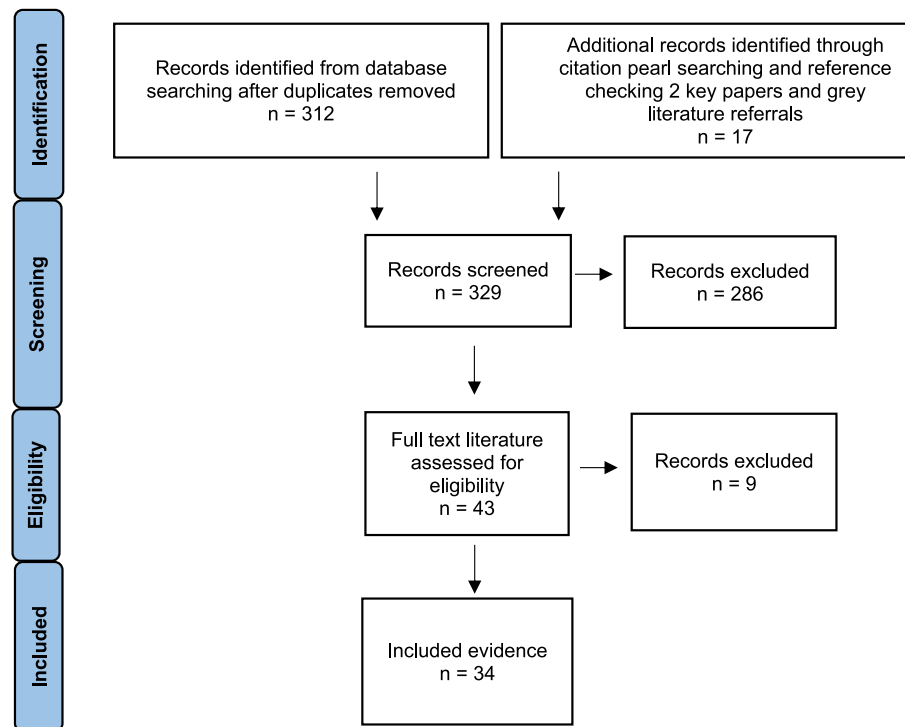 Identification
Records identified from database
searching after duplicates removed
n = 312
Additional records identified through
citation pearl searching and reference
checking 2 key papers and grey
literature referrals
n = 17
Screening
Records screened
n = 329
Records excluded
n = 286
Eligibility
Full text literature
assessed for
eligibility
n = 43
Records excluded
n = 9
Included
Included evidence
n = 34